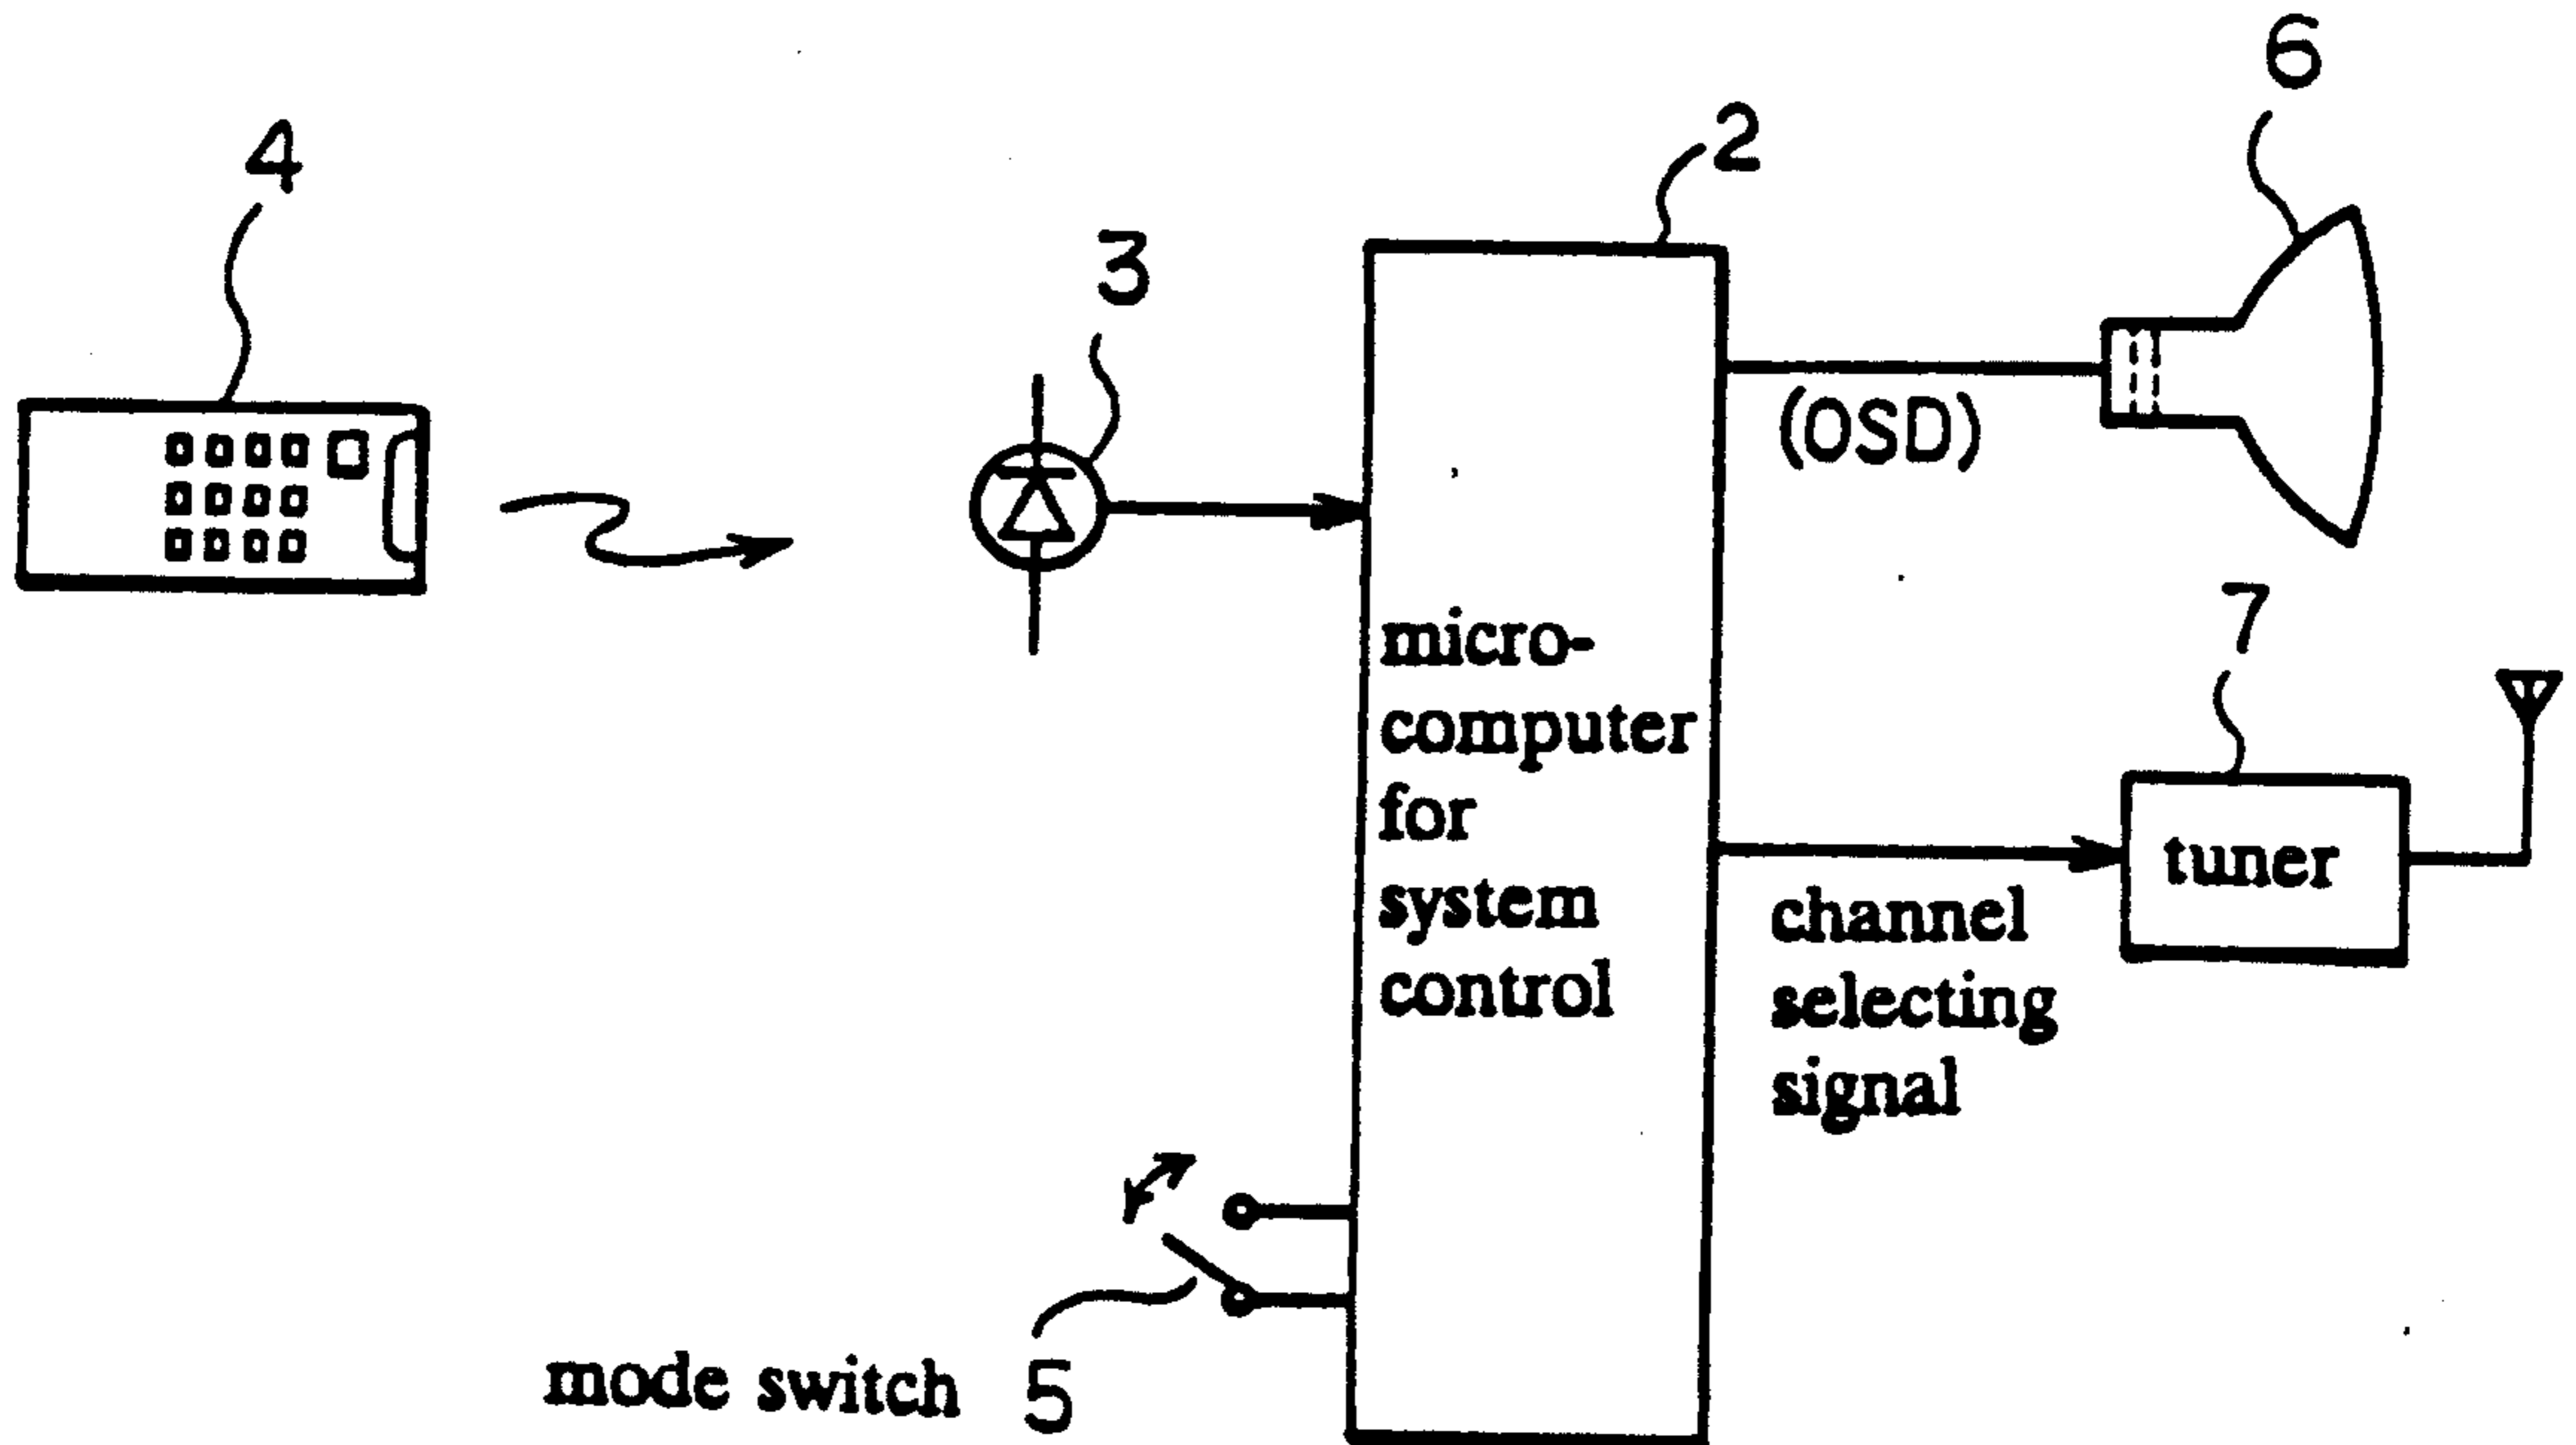 6
2
4
3
(OSD)
7
micro-
computer
for
system
control
tuner
channel
selecting
signal
mode switch 5